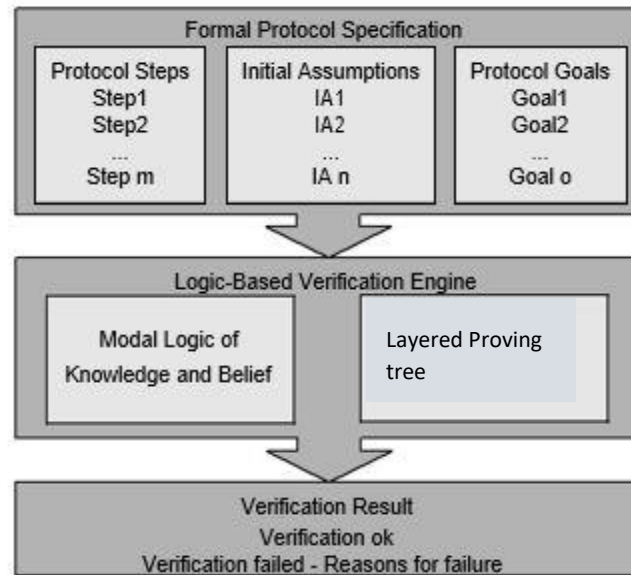 Formal Protocol Specification
Protocol Steps
Step1
Step2
...
Step m
Initial Assumptions
IA1
IA2
...
IA n
Protocol Goals
Goal1
Goal2
...
Goal o
Logic-Based Verification Engine
Modal Logic of
Knowledge and Belief
Layered Proving
tree
Verification Result
Verification ok
Verification failed - Reasons for failure